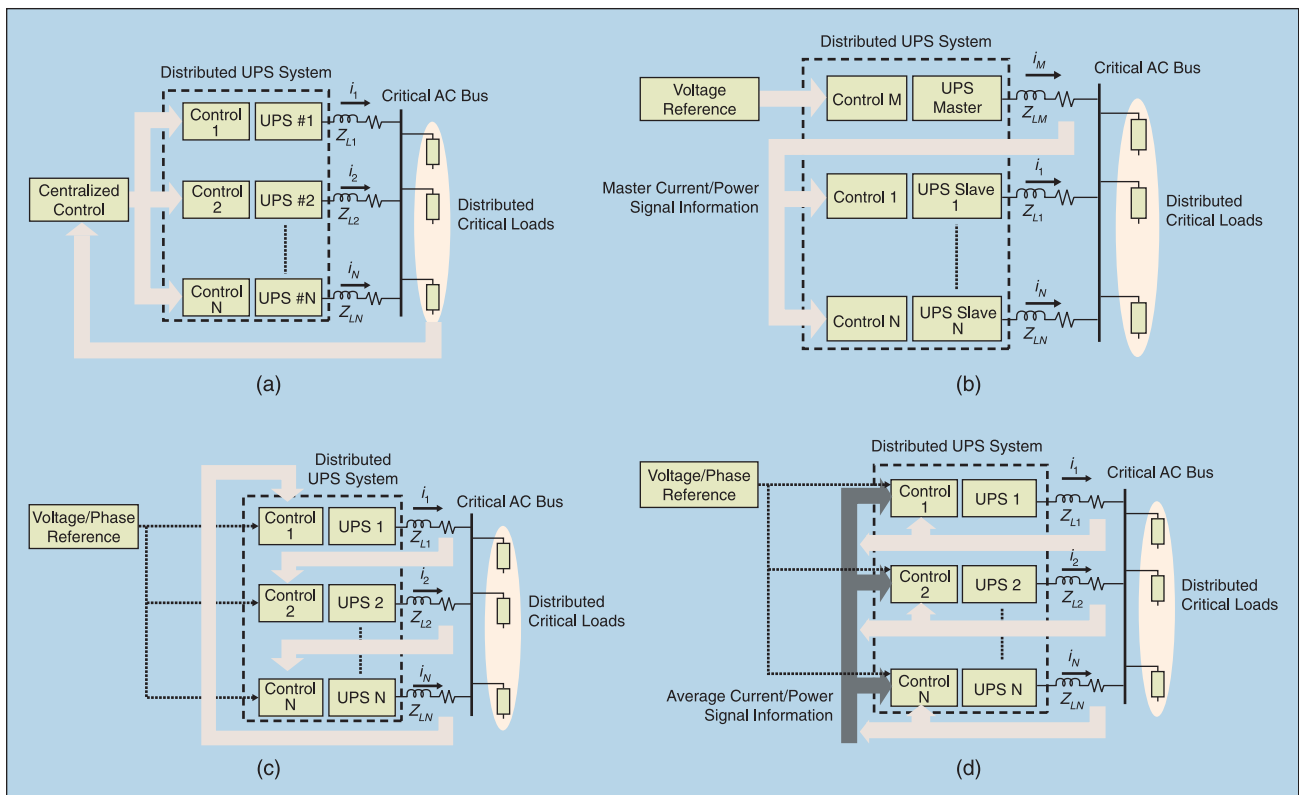 Distributed UPS System
i1
Critical AC Bus
Control
1
UPS #1
ZL1
Centralized
Control
Control
2
UPS #2
i2
ZL2
Distributed
Critical Loads
Control
N
UPS #N
iN
ZLN
(a)
Distributed UPS System
Voltage
Reference
Control M
UPS
Master
iM
Critical AC Bus
ZLM
Master Current/Power
Signal Information
Control 1
UPS Slave
1
i1
ZL1
Distributed
Critical Loads
Control N
UPS Slave
N
iN
ZLN
(b)
Distributed
UPS System
Voltage/Phase
Reference
Control
1
UPS 1
i1
Critical AC Bus
ZL1
Control
2
UPS 2
i2
ZL2
Distributed
Critical Loads
Control
N
UPS N
iN
ZLN
(c)
Distributed UPS System
Voltage/Phase
Reference
Control
1
UPS 1
i1
Critical AC Bus
ZL1
Control
2
UPS 2
i2
ZL2
Distributed
Critical Loads
Average Current/Power
Signal Information
Control
N
UPS N
iN
ZLN
(d)